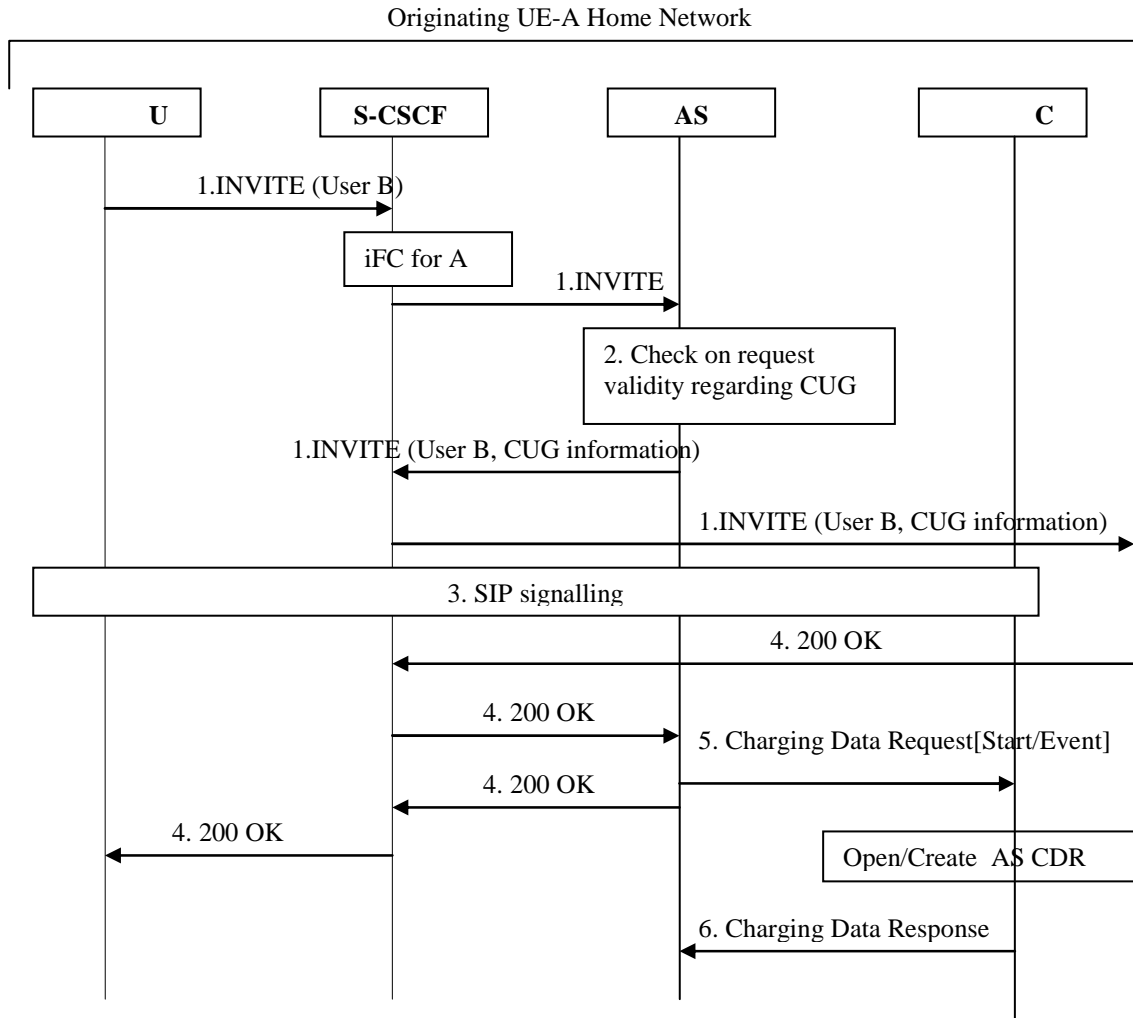 Originating UE-A Home Network
U
S-CSCF
AS
C
1.INVITE (User B)
iFC for A
1.INVITE
2. Check on request
validity regarding CUG
1.INVITE (User B, CUG information)
1.INVITE (User B, CUG information)
3. SIP signalling
4. 200 OK
4. 200 OK
5. Charging Data Request[Start/Event]
4. 200 OK
4. 200 OK
Open/Create AS CDR
6. Charging Data Response